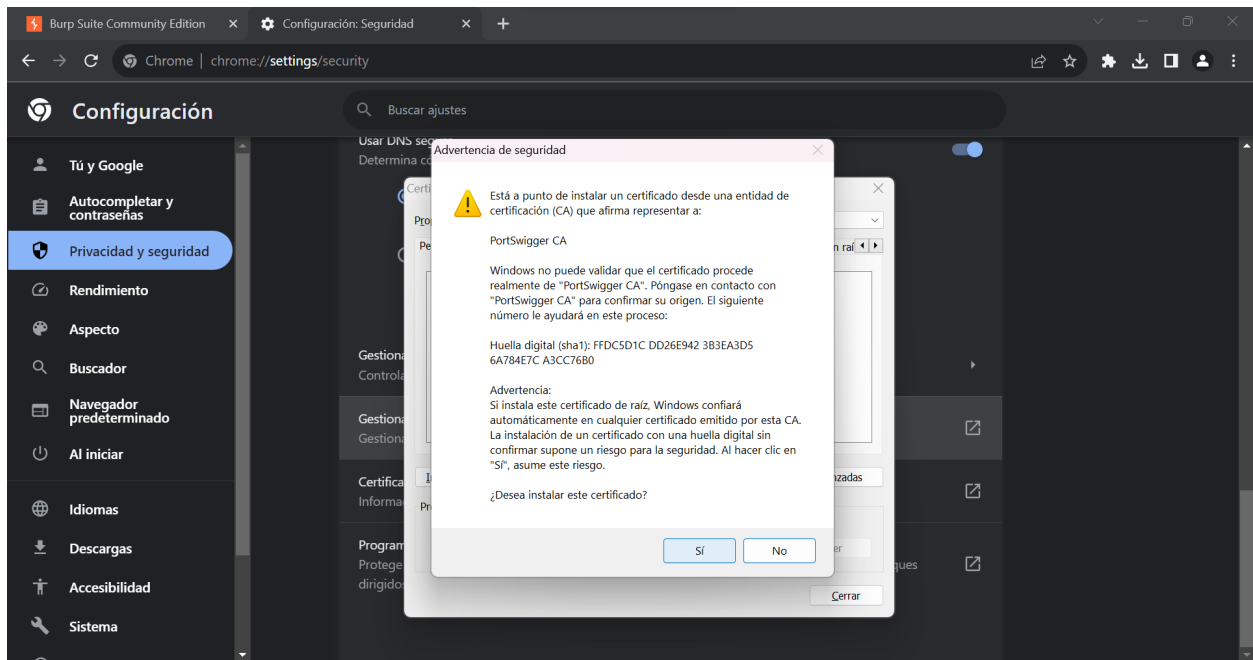 Burp Suite Community Edition
Configuración: Seguridad
Chrome | chrome://settings/security
Configuración
Buscar ajustes
Tú y Google
Autocompletar y
contraseñas
Privacidad y seguridad
Rendimiento
Aspecto
Buscador
Navegador
predeterminado
Al iniciar
Idiomas
Descargas
Accesibilidad
Sistema
Usar DNS
Determina
Advertencia de seguridad
Está a punto de instalar un certificado desde una entidad de
certificación (CA) que afirma representar a:
PortSwigger CA
Windows no puede validar que el certificado procede
realmente de "PortSwigger CA". Póngase en contacto con
"PortSwigger CA" para confirmar su origen. El siguiente
número le ayudará en este proceso:
Huella digital (sha1): FFDC5D1C DD26E942 3B3EA3D5
6A784E7C A3CC76B0
Advertencia:
Si instala este certificado de raíz, Windows confiará
automáticamente en cualquier certificado emitido por esta CA.
La instalación de un certificado con una huella digital sin
confirmar supone un riesgo para la seguridad. Al hacer clic en
"Sí", asume este riesgo.
¿Desea instalar este certificado?
Sí
No
Cerrar